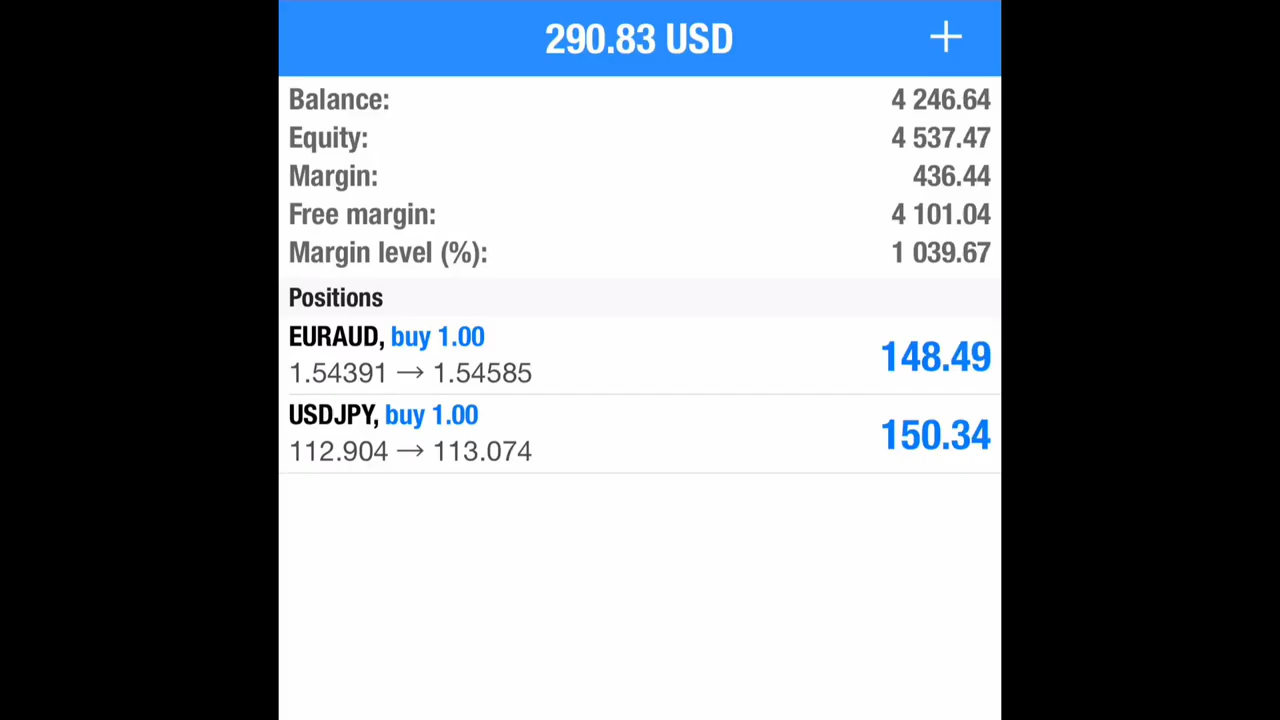 290.83 USD +
Balance: 4 246.64
Equity: 4 537.47
Margin: 436.44
Free margin: 4 101.04
Margin level (%): 1 039.67
Positions
EURAUD, buy 1.00 148.49
1.54391 → 1.54585
USDJPY, buy 1.00 150.34
112.904 → 113.074